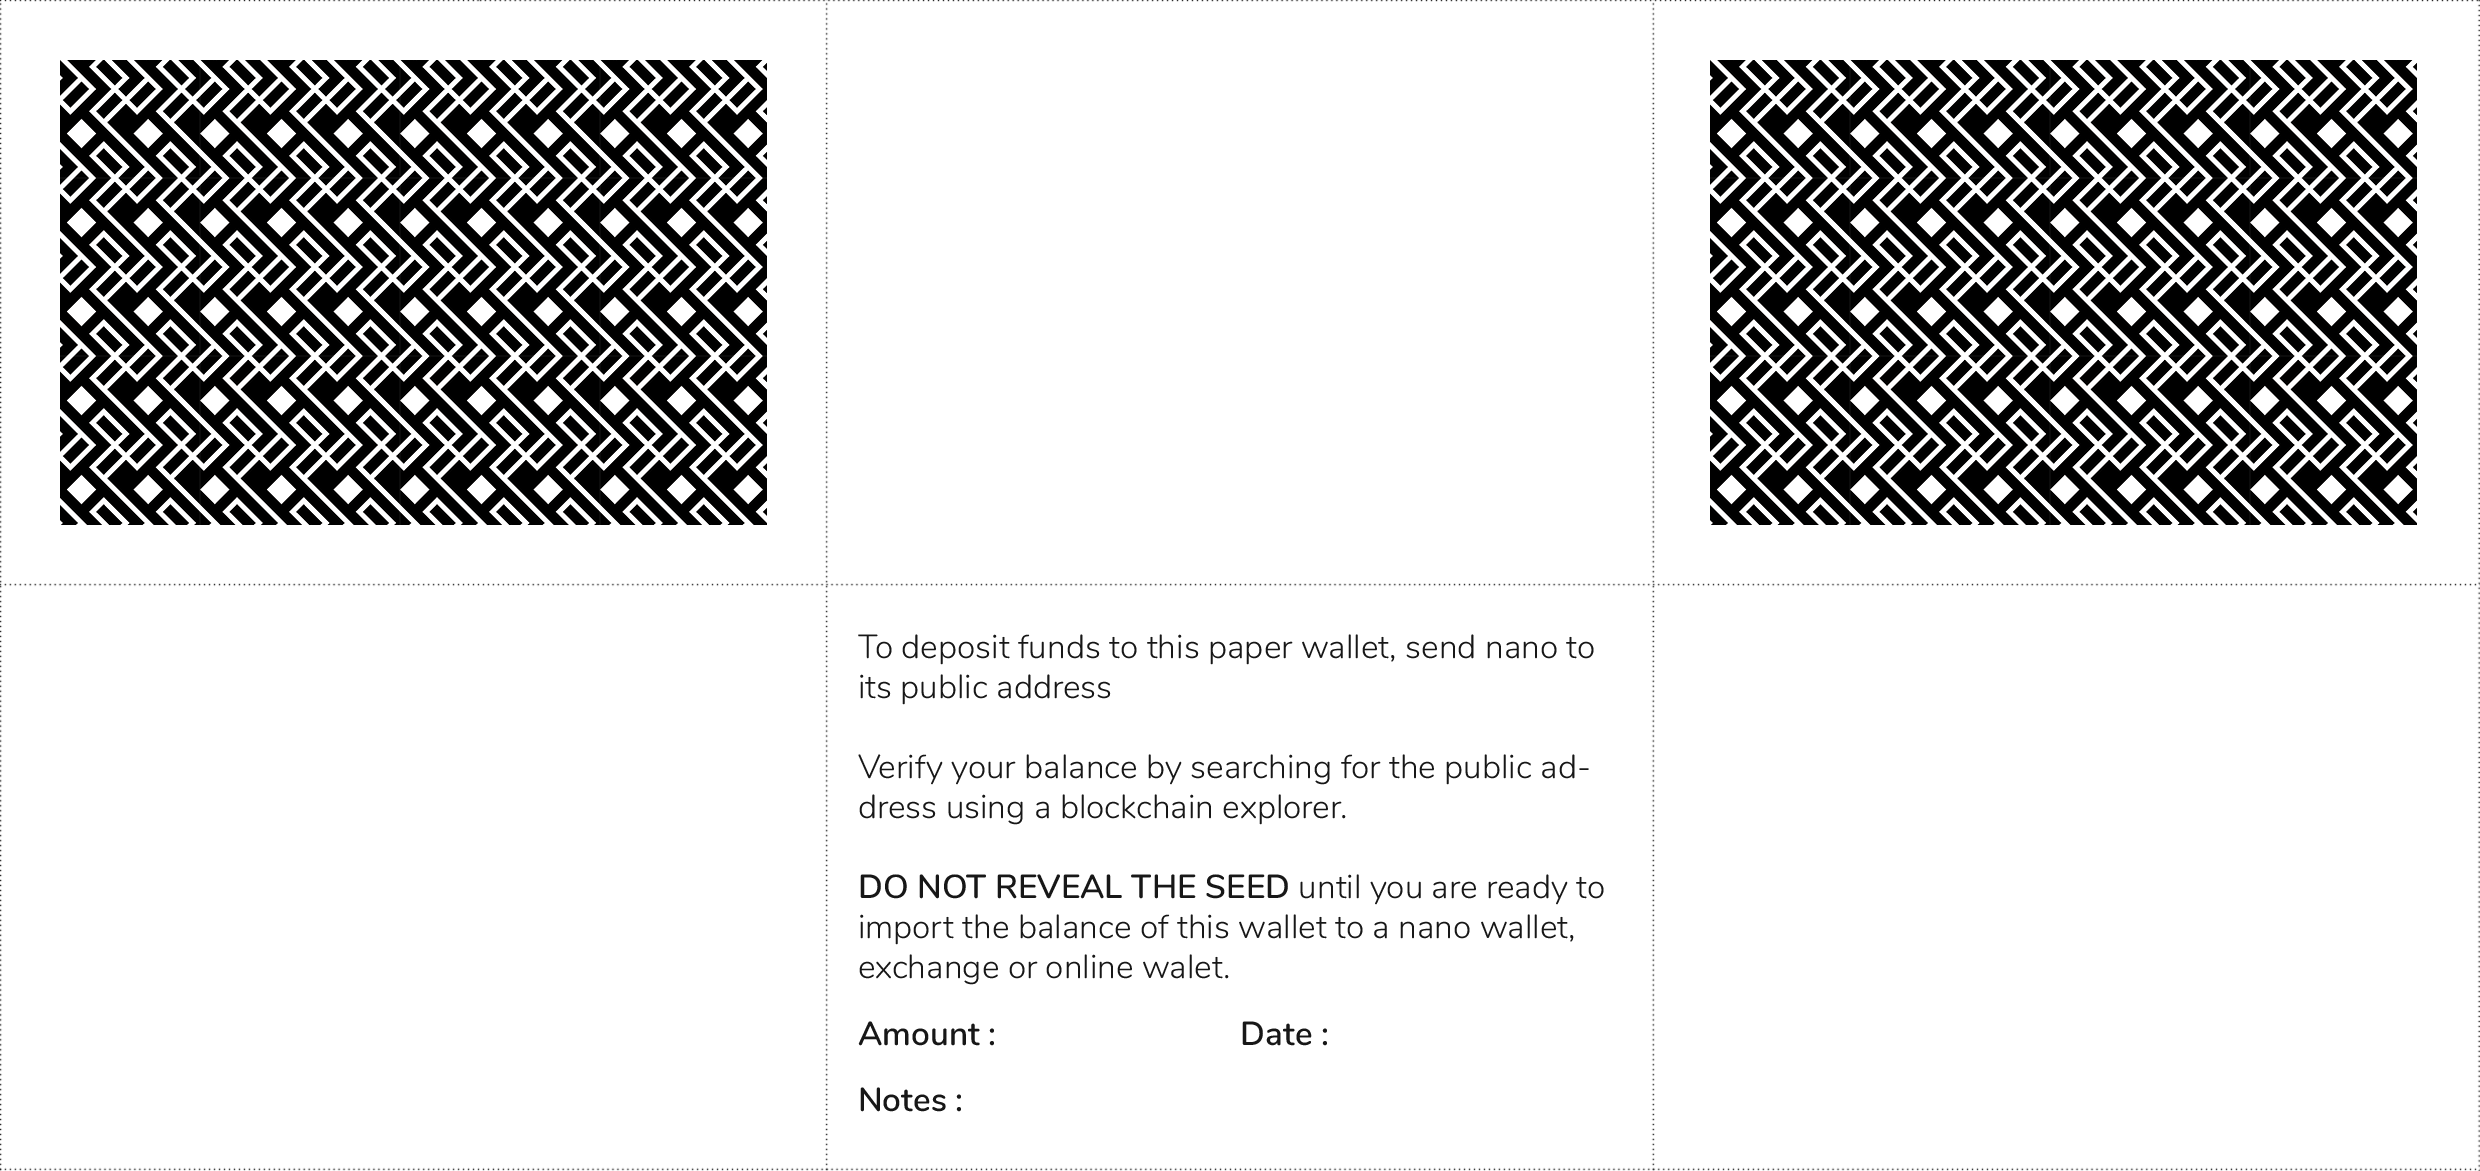 To deposit funds to this paper wallet, send nano to
its public address
Verify your balance by searching for the public ad-
dress using a blockchain explorer.
DO NOT REVEAL THE SEED until you are ready to
import the balance of this wallet to a nano wallet,
exchange or online walet.
Amount : Date :
Notes :